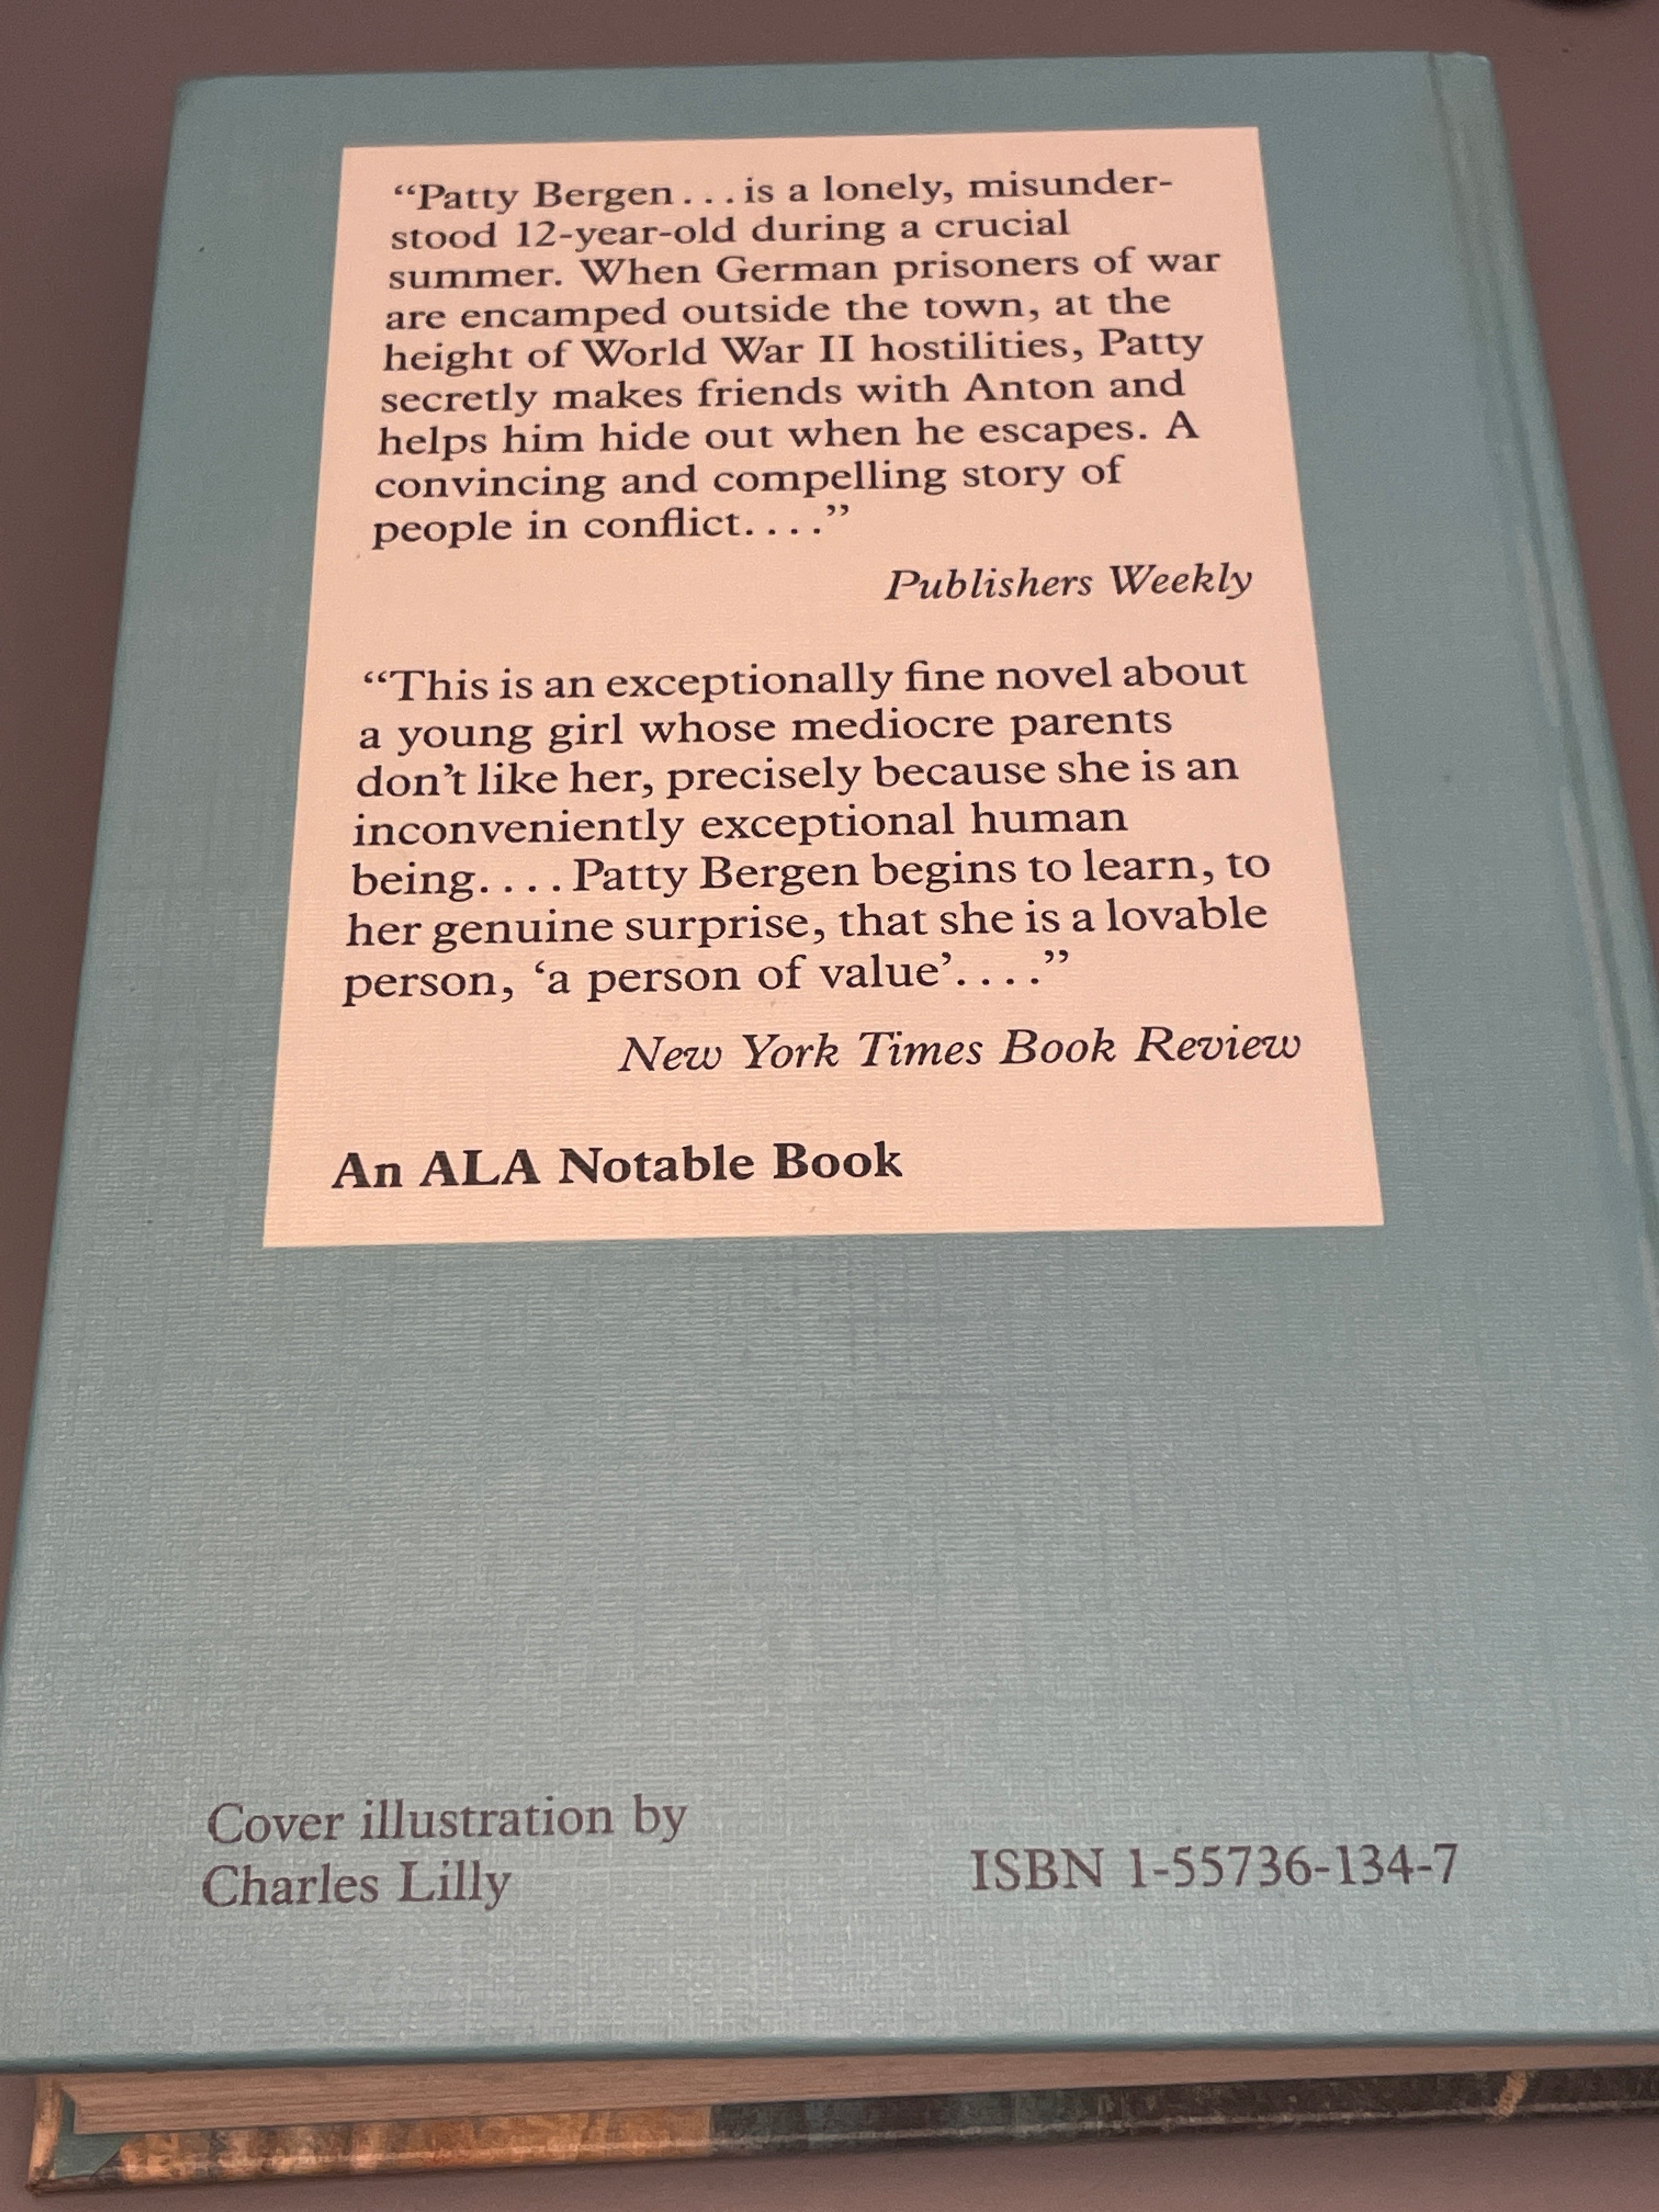 “Patty Bergen...is a lonely, misunder-
stood 12-year-old during a crucial
summer. When German prisoners of war
are encamped outside the town, at the
height of World War II hostilities, Patty
secretly makes friends with Anton and
helps him hide out when he escapes. A
convincing and compelling story of
people in conflict....”
Publishers Weekly
“This is an exceptionally fine novel about
a young girl whose mediocre parents
don’t like her, precisely because she is an
inconveniently exceptional human
being....Patty Bergen begins to learn, to
her genuine surprise, that she is a lovable
person, ‘a person of value’....”
New York Times Book Review
An ALA Notable Book
Cover illustration by
Charles Lilly
ISBN 1-55736-134-7